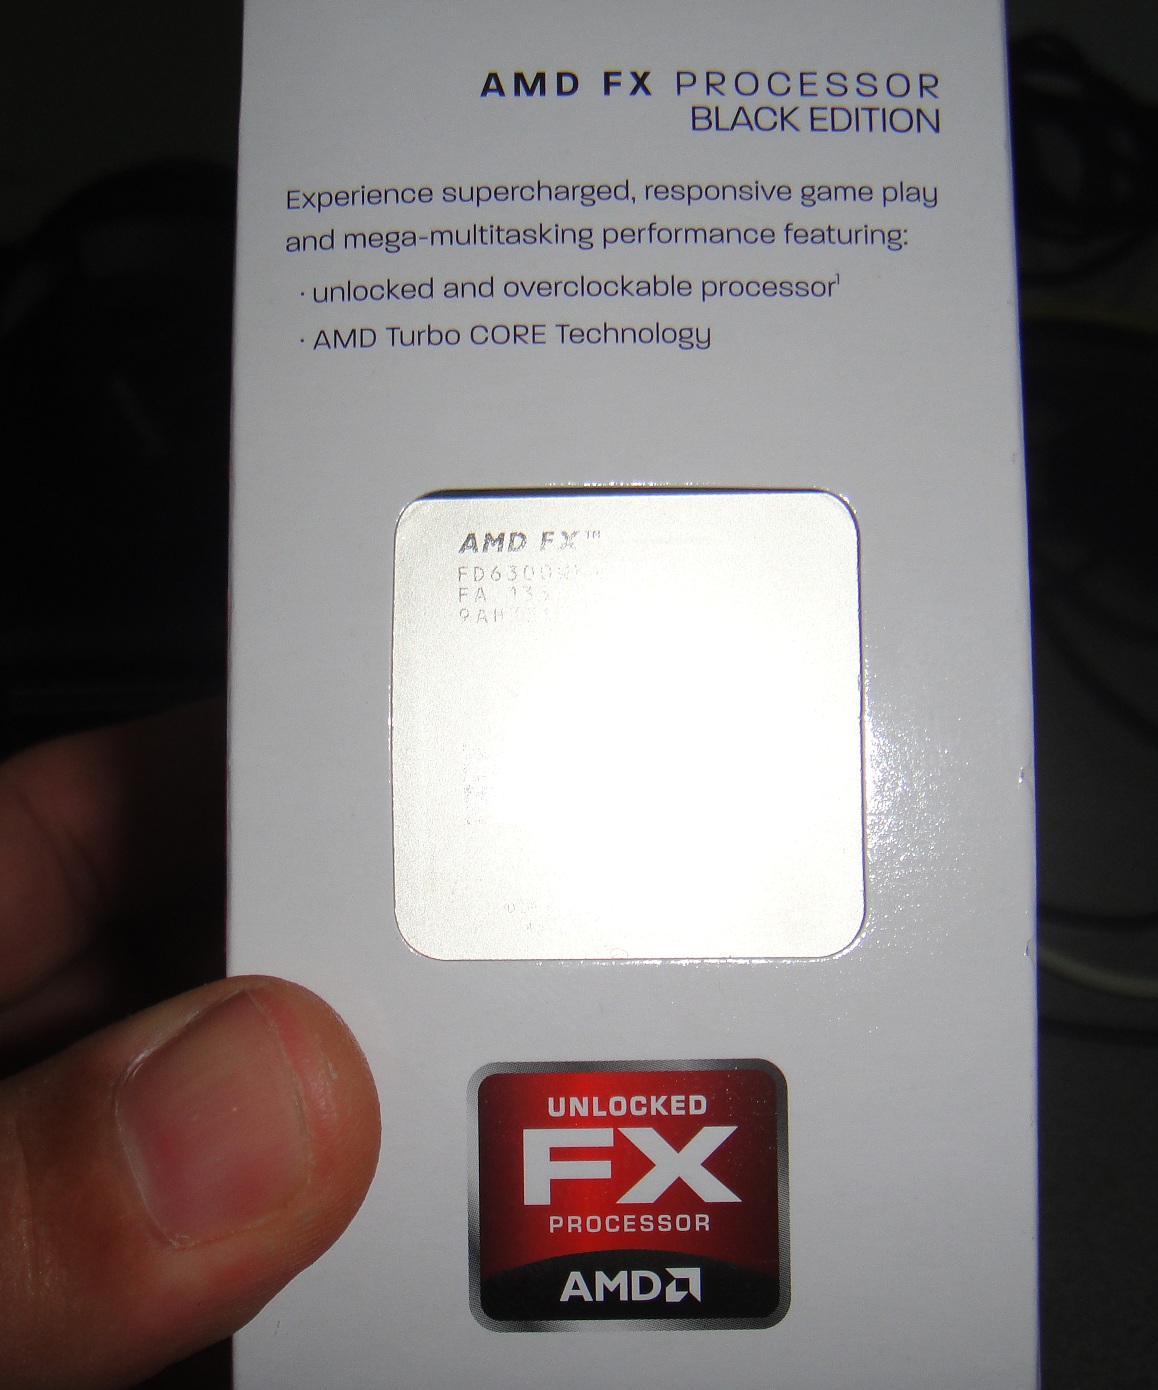 AMD FX PROCESSOR
BLACK EDITION
Experience supercharged, responsive game play
and mega-multitasking performance featuring:
· unlocked and overclockable processor¹
· AMD Turbo CORE Technology
AMD FX™
UNLOCKED
FX
PROCESSOR
AMD